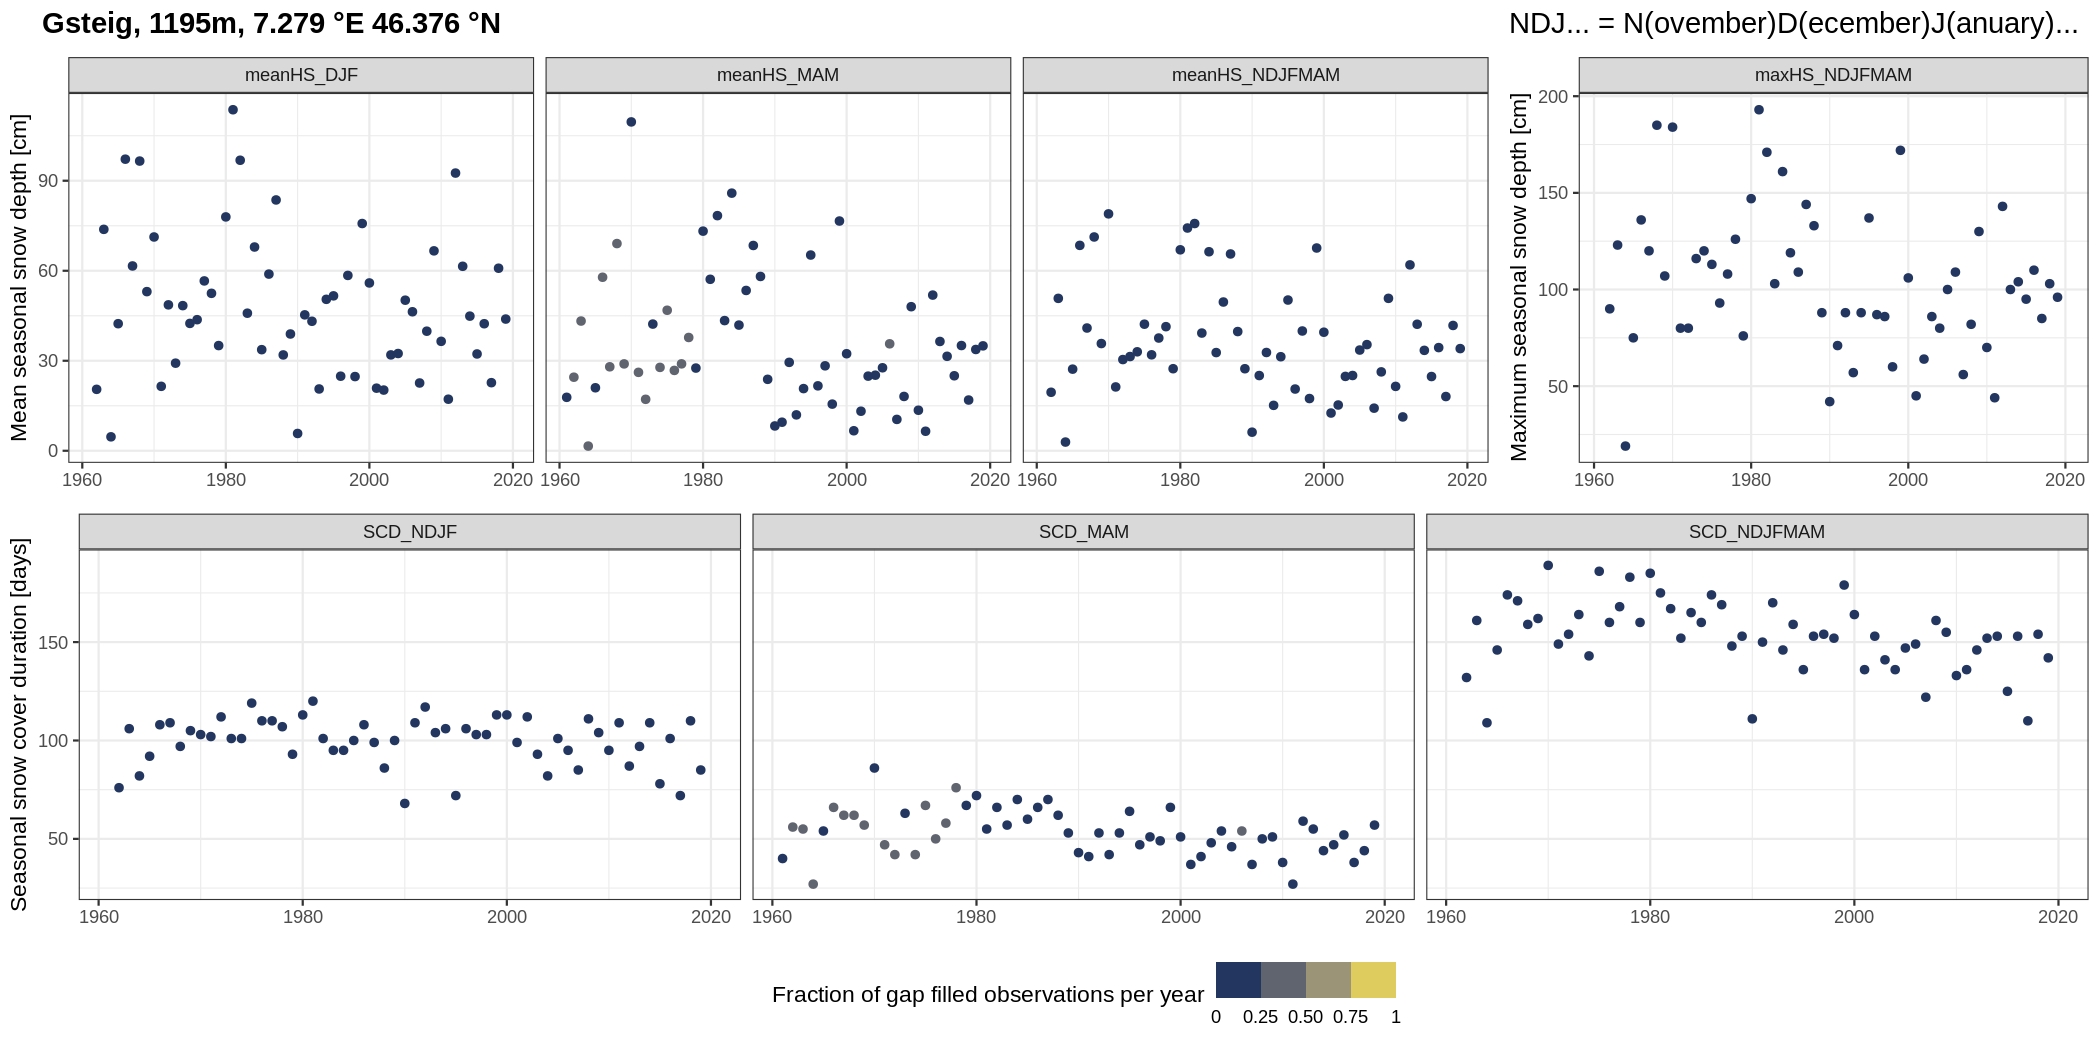 Gsteig, 1195m, 7.279 °E 46.376 °N
NDJ... = N(ovember)D(ecember)J(anuary)...
meanHS_DJF
meanHS_MAM
meanHS_NDJFMAM
maxHS_NDJFMAM
Mean seasonal snow depth [cm]
90
60
30
0
1960 1980 2000 2020
1960 1980 2000 2020
1960 1980 2000 2020
Maximum seasonal snow depth [cm]
200
150
100
50
1960 1980 2000 2020
SCD_NDJF
SCD_MAM
SCD_NDJFMAM
Seasonal snow cover duration [days]
150
100
50
1960 1980 2000 2020
1960 1980 2000 2020
1960 1980 2000 2020
Fraction of gap filled observations per year
0 0.25 0.50 0.75 1